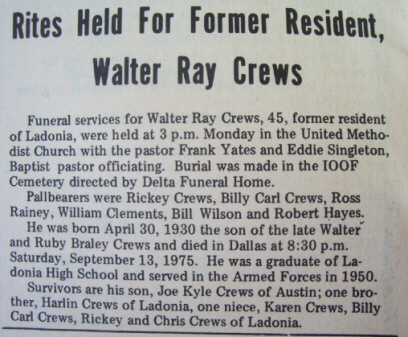 Rites Held For Former Resident,
Walter Ray Crews
Funeral services for Walter Ray Crews, 45, former resident
of Ladonia, were held at 3 p.m. Monday in the United Metho-
dist Church with the pastor Frank Yates and Eddie Singleton,
Baptist pastor officiating. Burial was made in the IOOF
Cemetery directed by Delta Funeral Home.
Pallbearers were Rickey Crews, Billy Carl Crews, Ross
Rainey, William Clements, Bill Wilson and Robert Hayes.
He was born April 30, 1930 the son of the late Walter
and Ruby Braley Crews and died in Dallas at 8:30 p.m.
Saturday, September 13, 1975. He was a graduate of La-
donia High School and served in the Armed Forces in 1950.
Survivors are his son, Joe Kyle Crews of Austin; one bro-
ther, Harlin Crews of Ladonia, one niece, Karen Crews, Billy
Carl Crews, Rickey and Chris Crews of Ladonia.